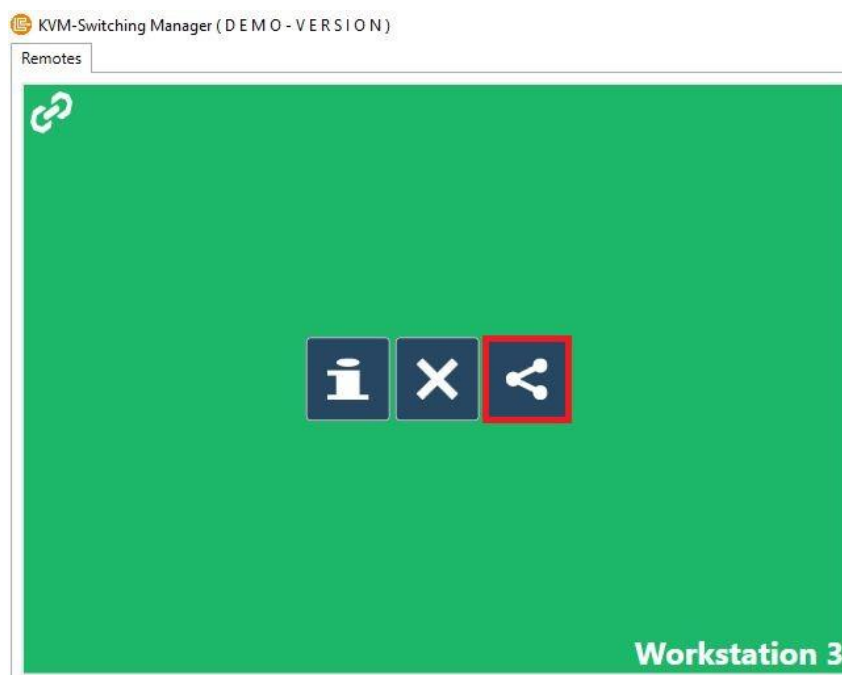 KVM-Switching Manager ( D E M O - V E R S I O N )
Remotes
Workstation 3